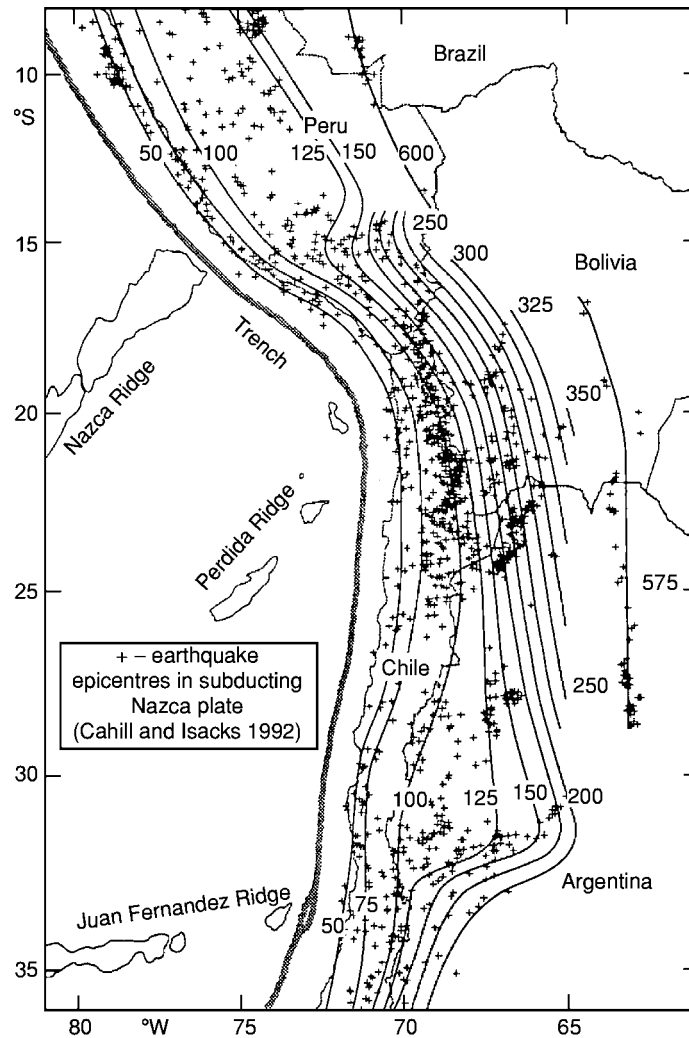 Brazil
10
°S
Peru
50
100
125
150
600
250
15
300
Bolivia
325
Trench
350
Nazca Ridge
20
Perdida Ridge
25
575
+ – earthquake
epicentres in subducting
Nazca plate
(Cahill and Isacks 1992)
Chile
250
30
100
125
150
200
Argentina
75
Juan Fernandez Ridge
50
35
80
°W
75
70
65